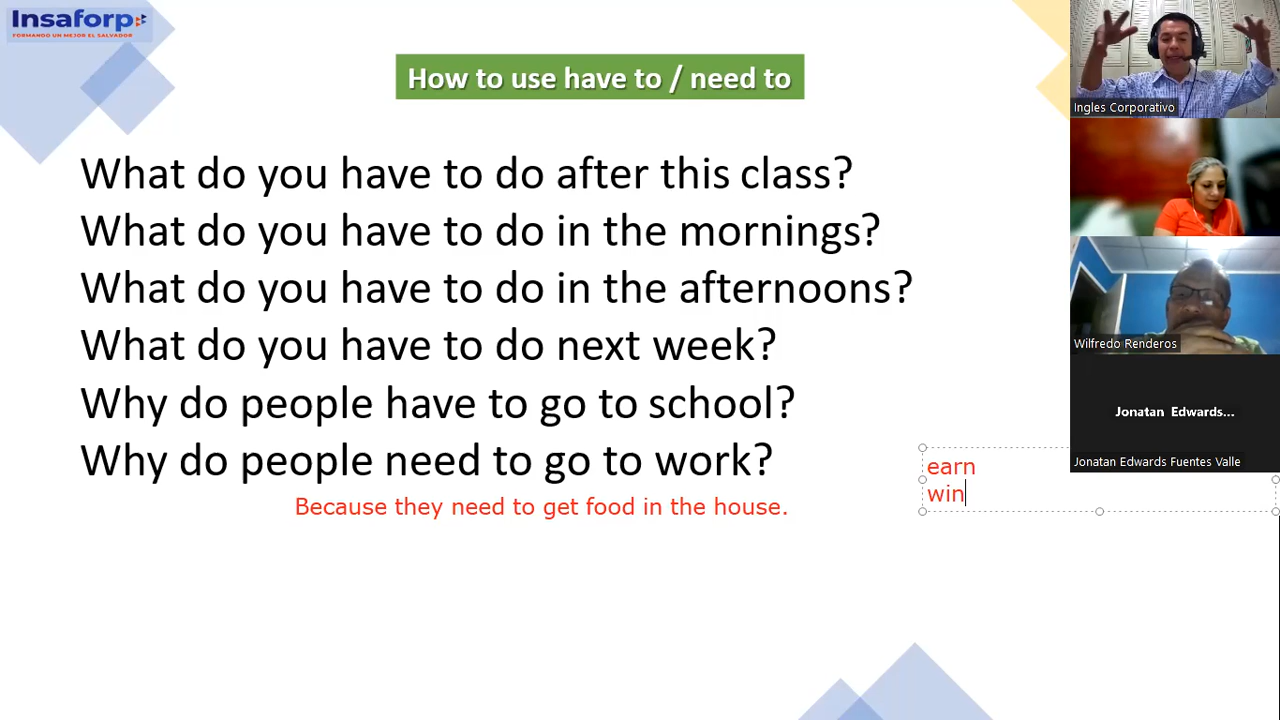 Insaforp
FORMANDO UN MEJOR EL SALVADOR
How to use have to / need to
What do you have to do after this class?
What do you have to do in the mornings?
What do you have to do in the afternoons?
What do you have to do next week?
Why do people have to go to school?
Why do people need to go to work?
Because they need to get food in the house.
earn
win
Ingles Corporativo
Wilfredo Renderos
Jonatan Edwards...
Jonatan Edwards Fuentes Valle